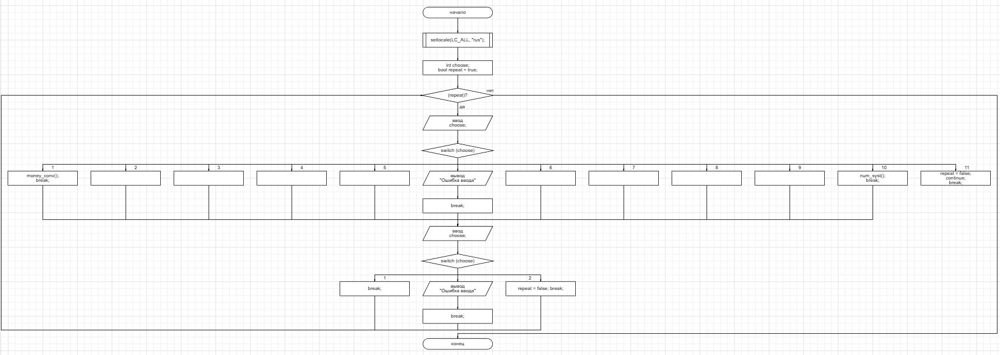 начало
setlocale(LC_ALL, "rus");
int choose;
bool repeat = true;
(repeat)?
нет
да
ввод
choose;
switch (choose)
1
2
3
4
5
6
7
8
9
10
11
money_conv();
break;
вывод
"Ошибка ввода"
num_syst();
break;
repeat = false;
continue;
break;
break;
ввод
choose;
switch (choose)
1
2
break;
вывод
"Ошибка ввода"
repeat = false; break;
break;
конец